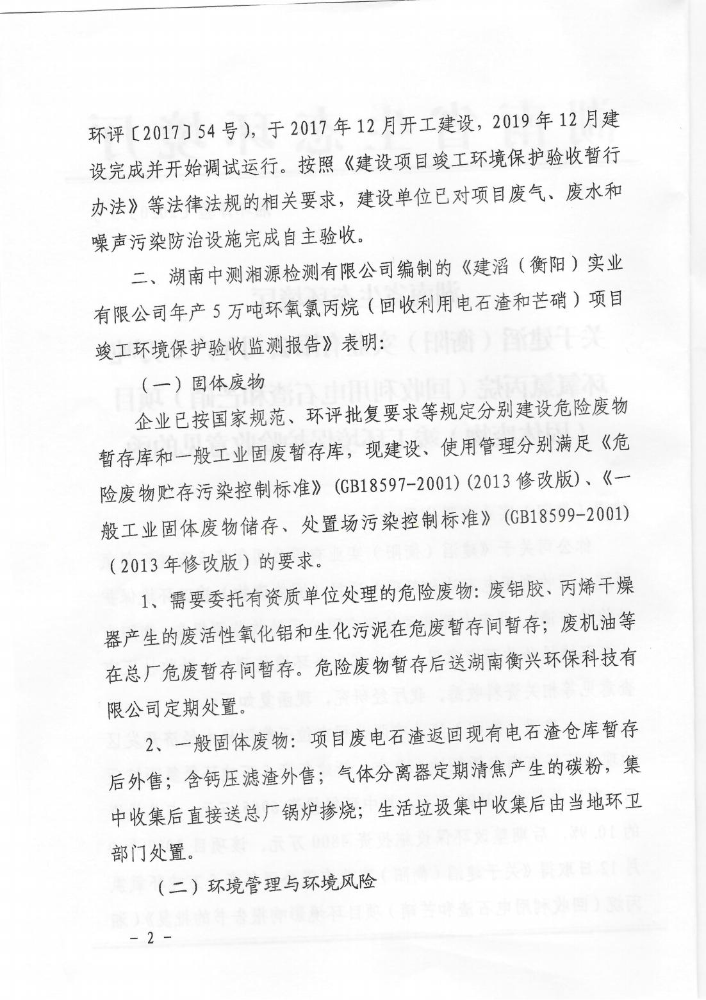 环评〔2017〕54号），于2017年12月开工建设，2019年12月建
设完成并开始调试运行。按照《建设项目竣工环境保护验收暂行
办法》等法律法规的相关要求，建设单位已对项目废气、废水和
噪声污染防治设施完成自主验收。
二、湖南中测湘源检测有限公司编制的《建滔（衡阳）实业
有限公司年产5万吨环氧氯丙烷（回收利用电石渣和芒硝）项目
竣工环境保护验收监测报告》表明：
（一）固体废物
企业已按国家规范、环评批复要求等规定分别建设危险废物
暂存库和一般工业固废暂存库，现建设、使用管理分别满足《危
险废物贮存污染控制标准》(GB18597-2001)(2013修改版)、《一
般工业固体废物储存、处置场污染控制标准》(GB18599-2001)
（2013年修改版）的要求。
1、需要委托有资质单位处理的危险废物：废铝胶、丙烯干燥
器产生的废活性氧化铝和生化污泥在危废暂存间暂存；废机油等
在总厂危废暂存间暂存。危险废物暂存后送湖南衡兴环保科技有
限公司定期处置。
2、一般固体废物：项目废电石渣返回现有电石渣仓库暂存
后外售；含钙压滤渣外售；气体分离器定期清焦产生的碳粉，集
中收集后直接送总厂锅炉掺烧；生活垃圾集中收集后由当地环卫
部门处置。
（二）环境管理与环境风险
- 2 -